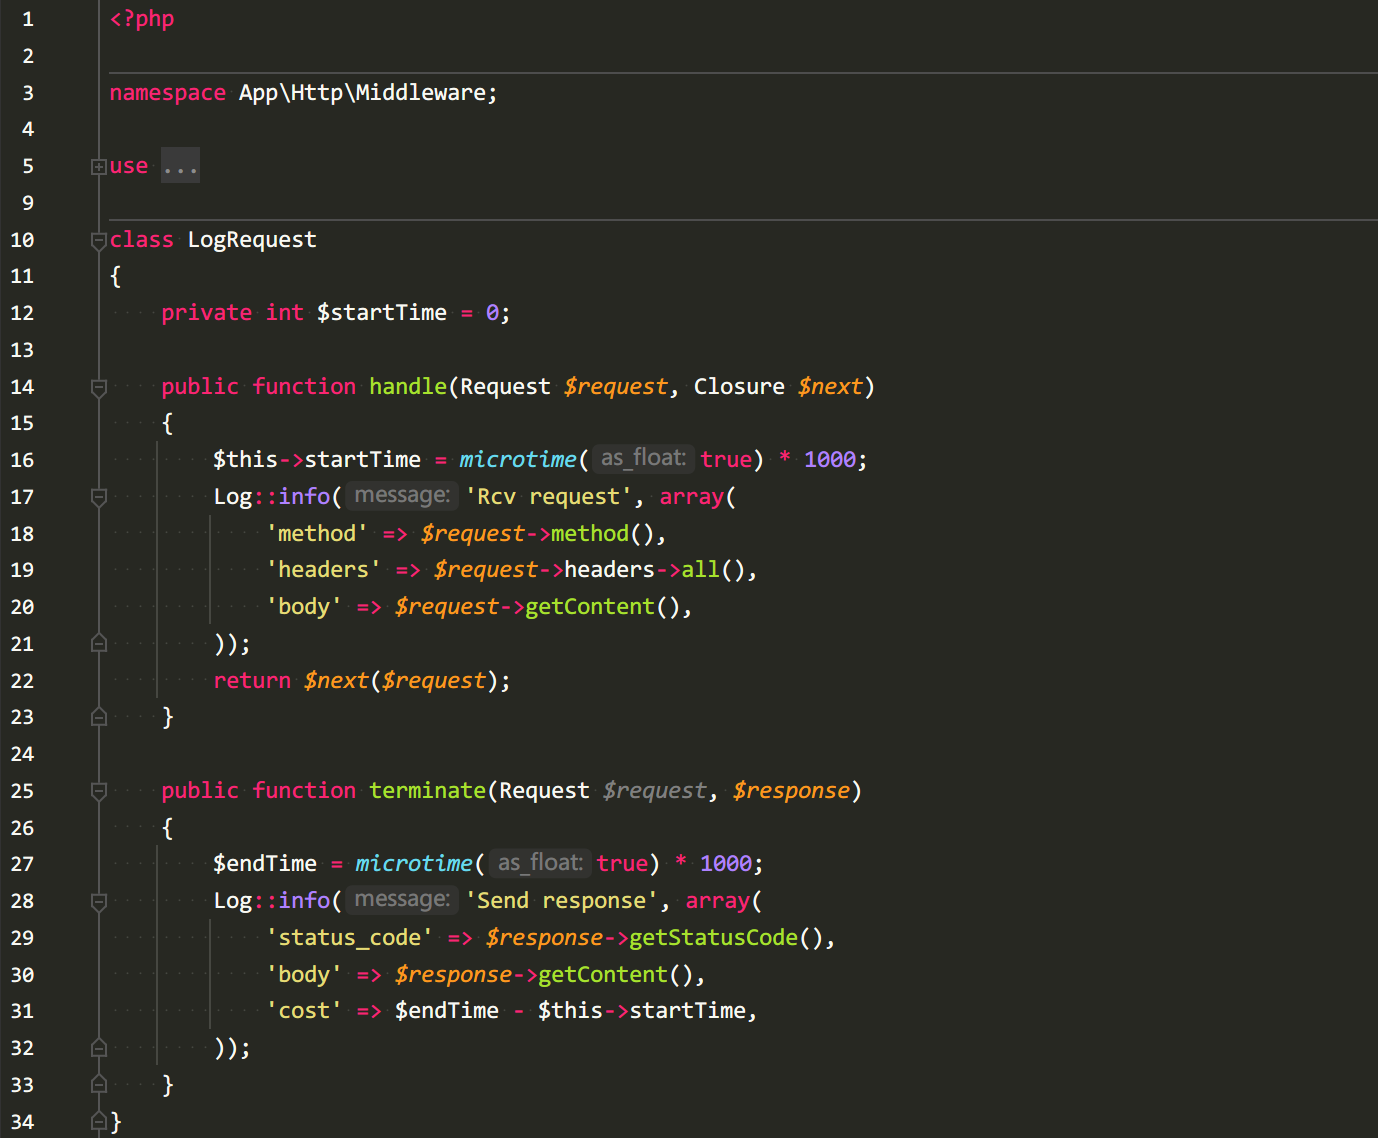 1 <?php
2
3 namespace App\Http\Middleware;
4
5 use ...
9
10 class LogRequest
11 {
12     private int $startTime = 0;
13
14     public function handle(Request $request, Closure $next)
15     {
16         $this->startTime = microtime( as_float: true) * 1000;
17         Log::info( message: 'Rcv request', array(
18             'method' => $request->method(),
19             'headers' => $request->headers->all(),
20             'body' => $request->getContent(),
21         ));
22         return $next($request);
23     }
24
25     public function terminate(Request $request, $response)
26     {
27         $endTime = microtime( as_float: true) * 1000;
28         Log::info( message: 'Send response', array(
29             'status_code' => $response->getStatusCode(),
30             'body' => $response->getContent(),
31             'cost' => $endTime - $this->startTime,
32         ));
33     }
34 }